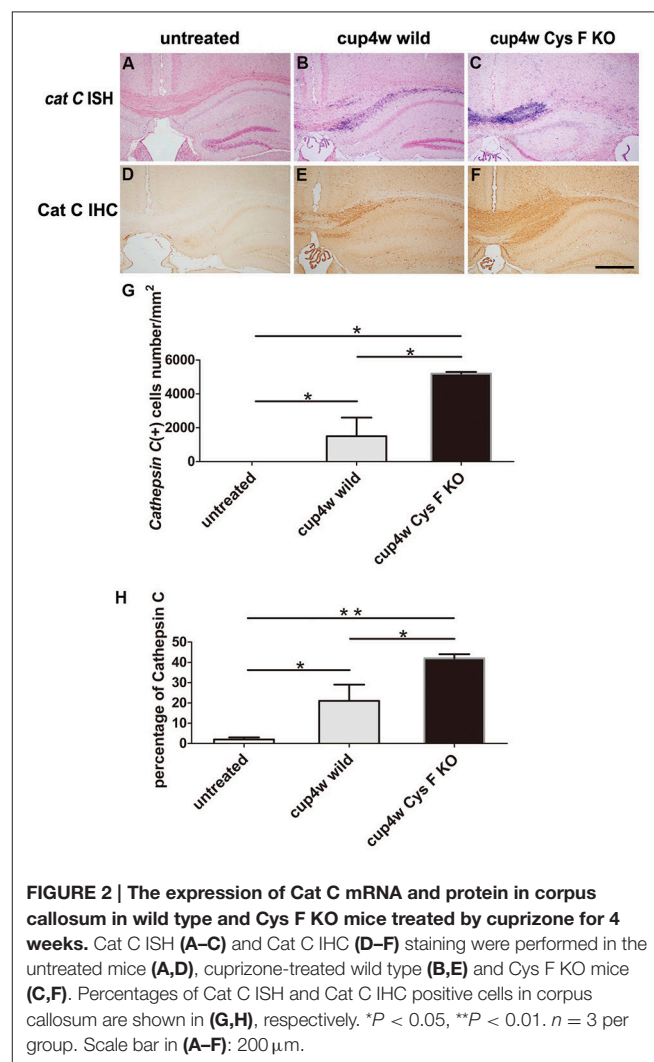 untreated cup4w wild cup4w Cys F KO
cat C ISH
A B C
Cat C IHC
D E F
G
Cathepsin C(+) cells number/mm²
6000
4000
2000
0
*
*
*
untreated
cup4w wild
cup4w Cys F KO
H
percentage of Cathepsin C
50
40
30
20
10
0
* *
*
*
untreated
cup4w wild
cup4w Cys F KO
FIGURE 2 | The expression of Cat C mRNA and protein in corpus
callosum in wild type and Cys F KO mice treated by cuprizone for 4
weeks. Cat C ISH (A–C) and Cat C IHC (D–F) staining were performed in the
untreated mice (A,D), cuprizone-treated wild type (B,E) and Cys F KO mice
(C,F). Percentages of Cat C ISH and Cat C IHC positive cells in corpus
callosum are shown in (G,H), respectively. *P < 0.05, **P < 0.01. n = 3 per
group. Scale bar in (A–F): 200 μm.